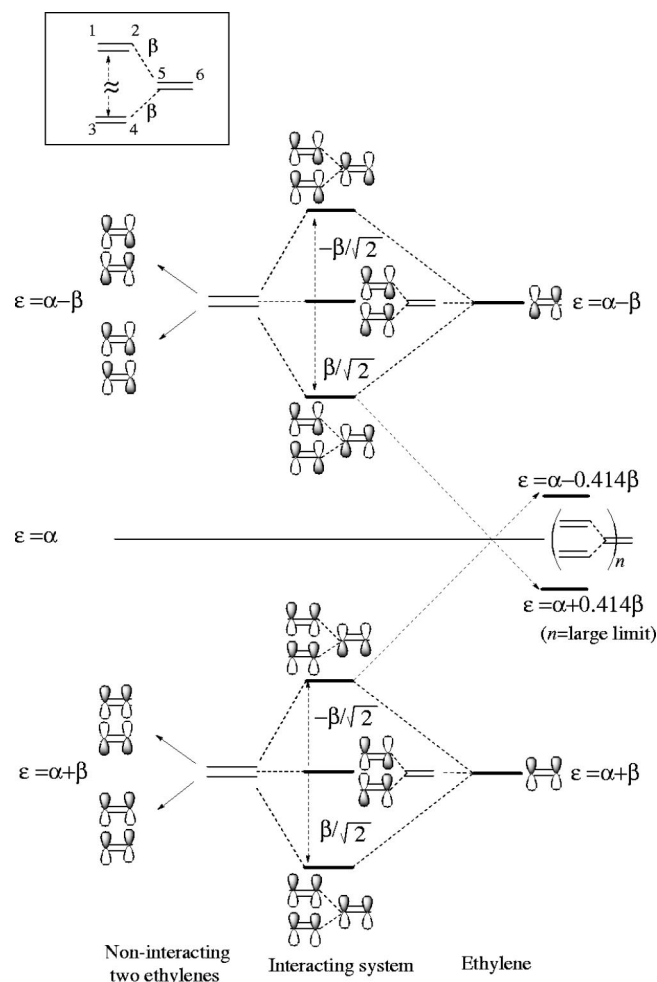 1 2
β
5 6
≈
β
3 4
−β/√2
ε=α−β
ε=α−β
β/√2
ε=α−0.414β
ε=α
n
ε=α+0.414β
(n=large limit)
−β/√2
ε=α+β
ε=α+β
β/√2
Non-interacting
two ethylenes
Interacting system
Ethylene